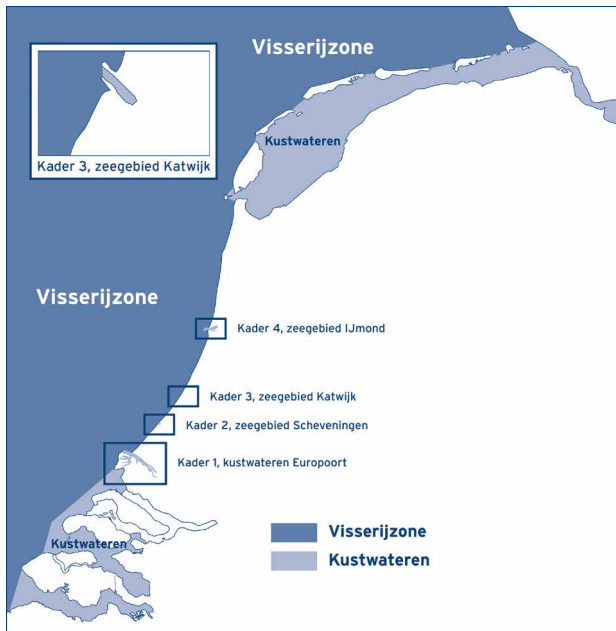 Visserijzone
Kader 3, zeegebied Katwijk
Kustwateren
Visserijzone
Kader 4, zeegebied IJmond
Kader 3, zeegebied Katwijk
Kader 2, zeegebied Scheveningen
Kader 1, kustwateren Europoort
Kustwateren
Visserijzone
Kustwateren